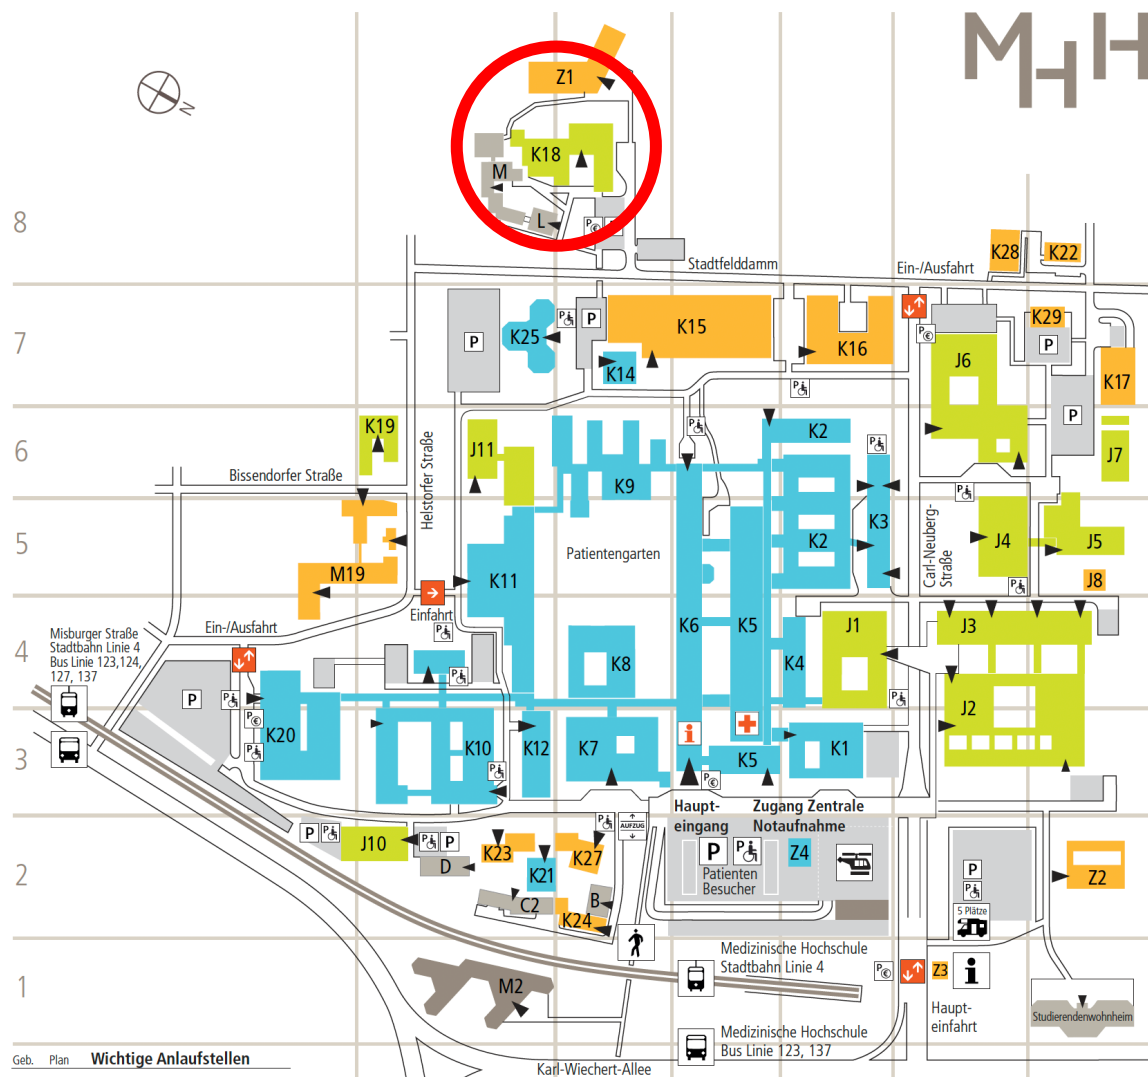 MHH
Z1
K18
M
L
P€
8
Stadtfelddamm
Ein-/Ausfahrt
K28
K22
7
P
K25
P
P
K15
K14
K16
P
P€
J6
K29
P
K17
6
K19
J11
K9
P
K2
P
P
J7
Bissendorfer Straße
Helstorfer Straße
5
M19
K11
Patientengarten
K2
K3
Carl-Neuberg-
Straße
P
J4
P
J5
J8
Einfahrt
Ein-/Ausfahrt
P
Misburger Straße
Stadtbahn Linie 4
Bus Linie 123,124,
127, 137
4
P
P
P
K8
K6
K5
K4
J1
P
J3
J2
3
P€
P
K20
K10
P
K12
K7
i
K5
P€
K1
Haupt-
eingang
Zugang Zentrale
Notaufnahme
2
P
P
J10
P
P
D
K23
K21
K27
P
AUFZUG
C2
B
K24
P
P
Patienten
Besucher
Z4
P
P
5 Plätze
Z2
1
M2
Medizinische Hochschule
Stadtbahn Linie 4
P€
Z3
i
Haupt-
einfahrt
Studierendenwohnheim
Medizinische Hochschule
Bus Linie 123, 137
Karl-Wiechert-Allee
Geb. Plan Wichtige Anlaufstellen